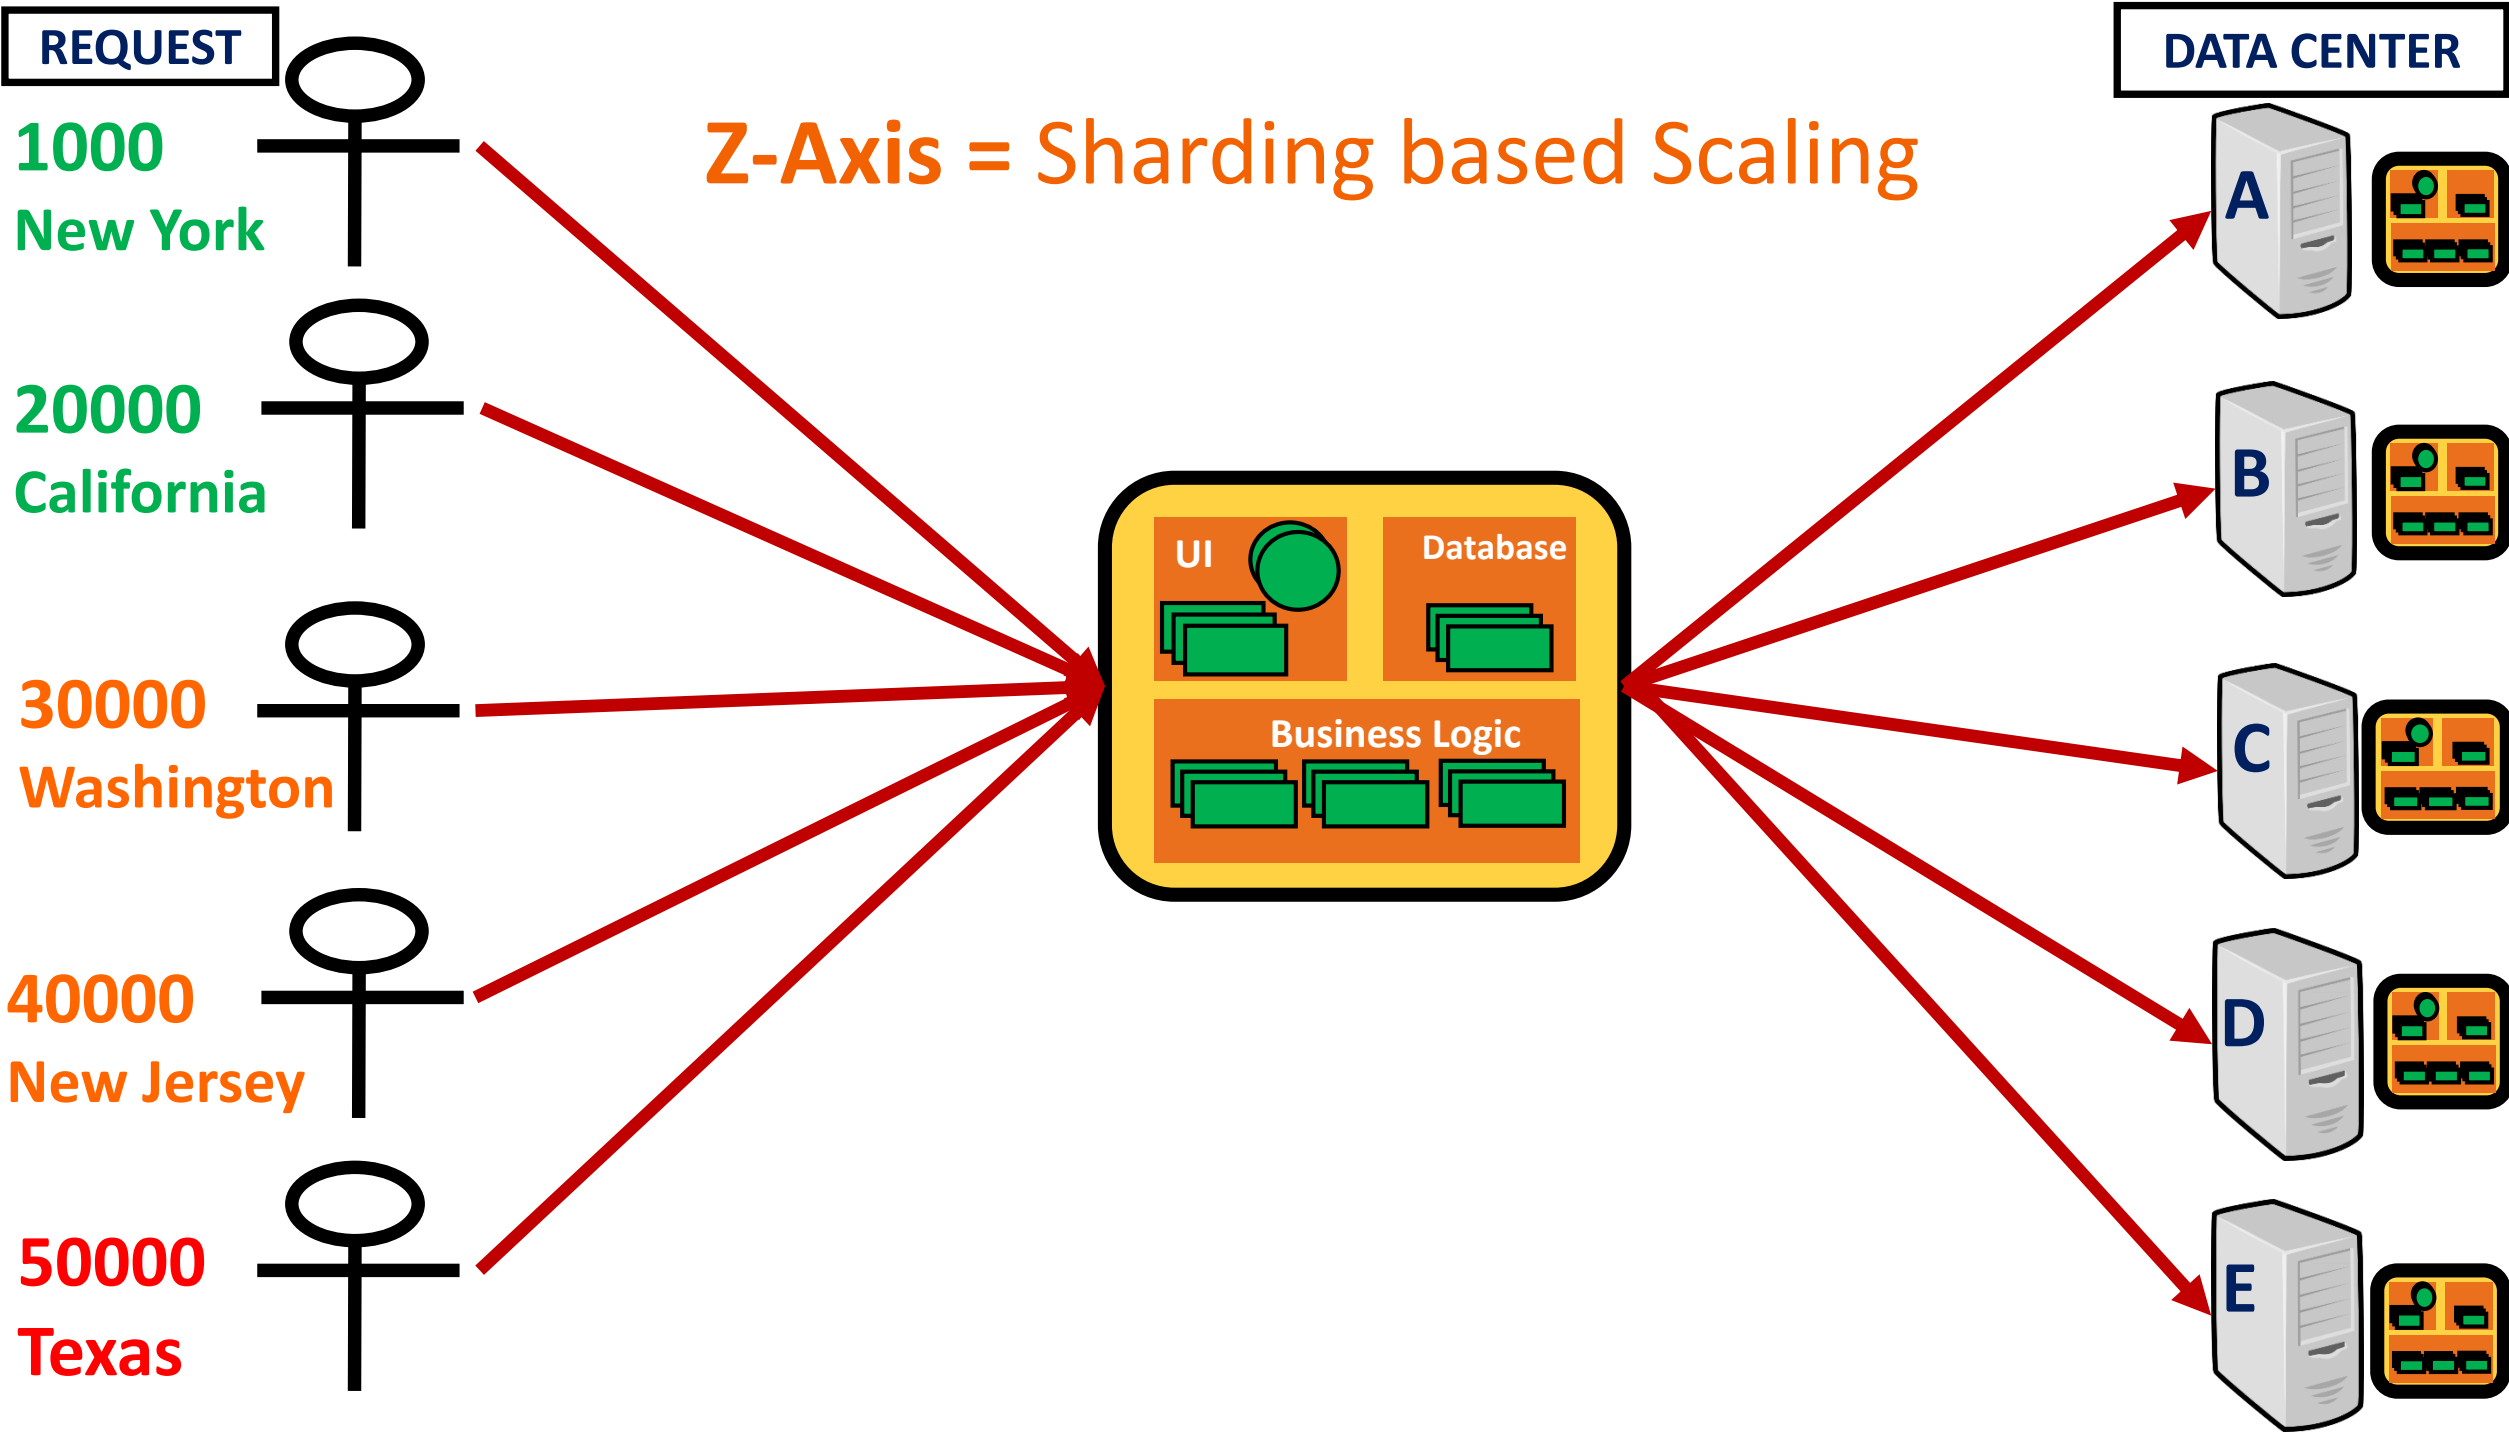 REQUEST
DATA CENTER
Z-Axis = Sharding based Scaling
1000
New York
20000
California
30000
Washington
40000
New Jersey
50000
Texas
UI
Database
Business Logic
A
B
C
D
E